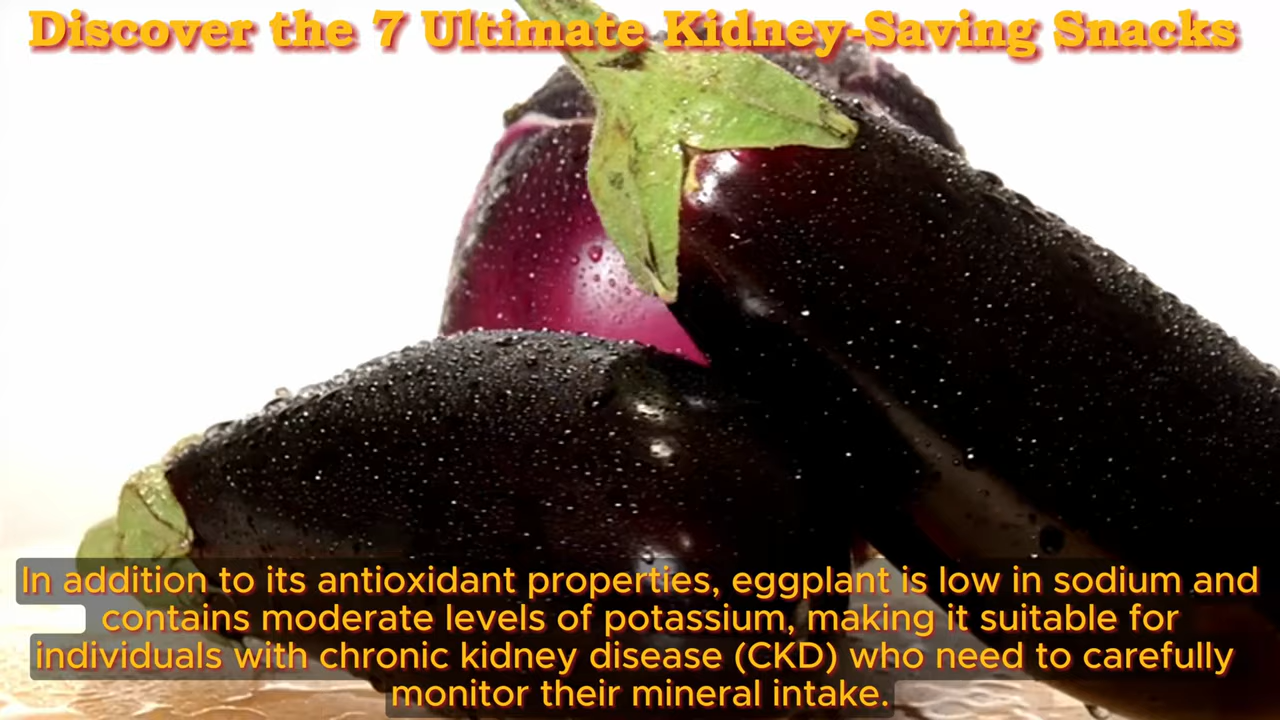 Discover the 7 Ultimate Kidney-Saving Snacks
In addition to its antioxidant properties, eggplant is low in sodium and
contains moderate levels of potassium, making it suitable for
individuals with chronic kidney disease (CKD) who need to carefully
monitor their mineral intake.